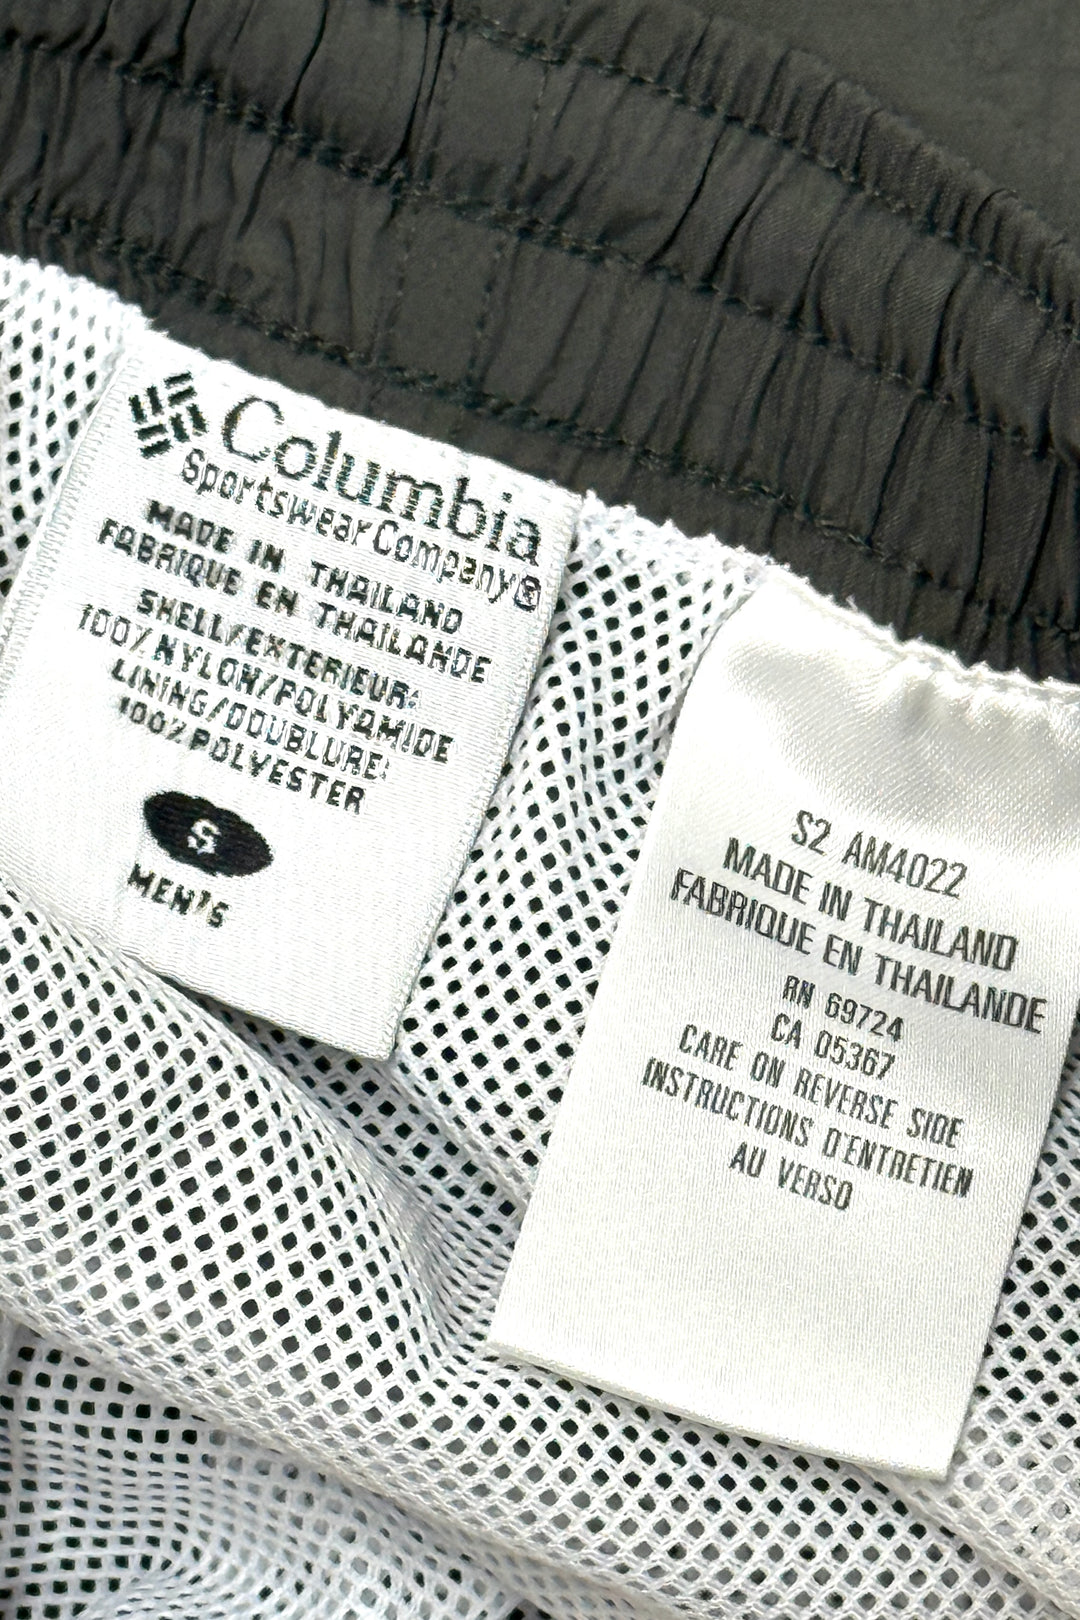 Columbia
Sportswear Company®
MADE IN THAILAND
FABRIQUE EN THAILANDE
SHELL/EXTERIEUR:
100% NYLON/POLYAMIDE
LINING/DOUBLURE:
100% POLYESTER
S
MEN'S
S2 AM4022
MADE IN THAILAND
FABRIQUE EN THAILANDE
RN 69724
CA 05367
CARE ON REVERSE SIDE
INSTRUCTIONS D'ENTRETIEN
AU VERSO